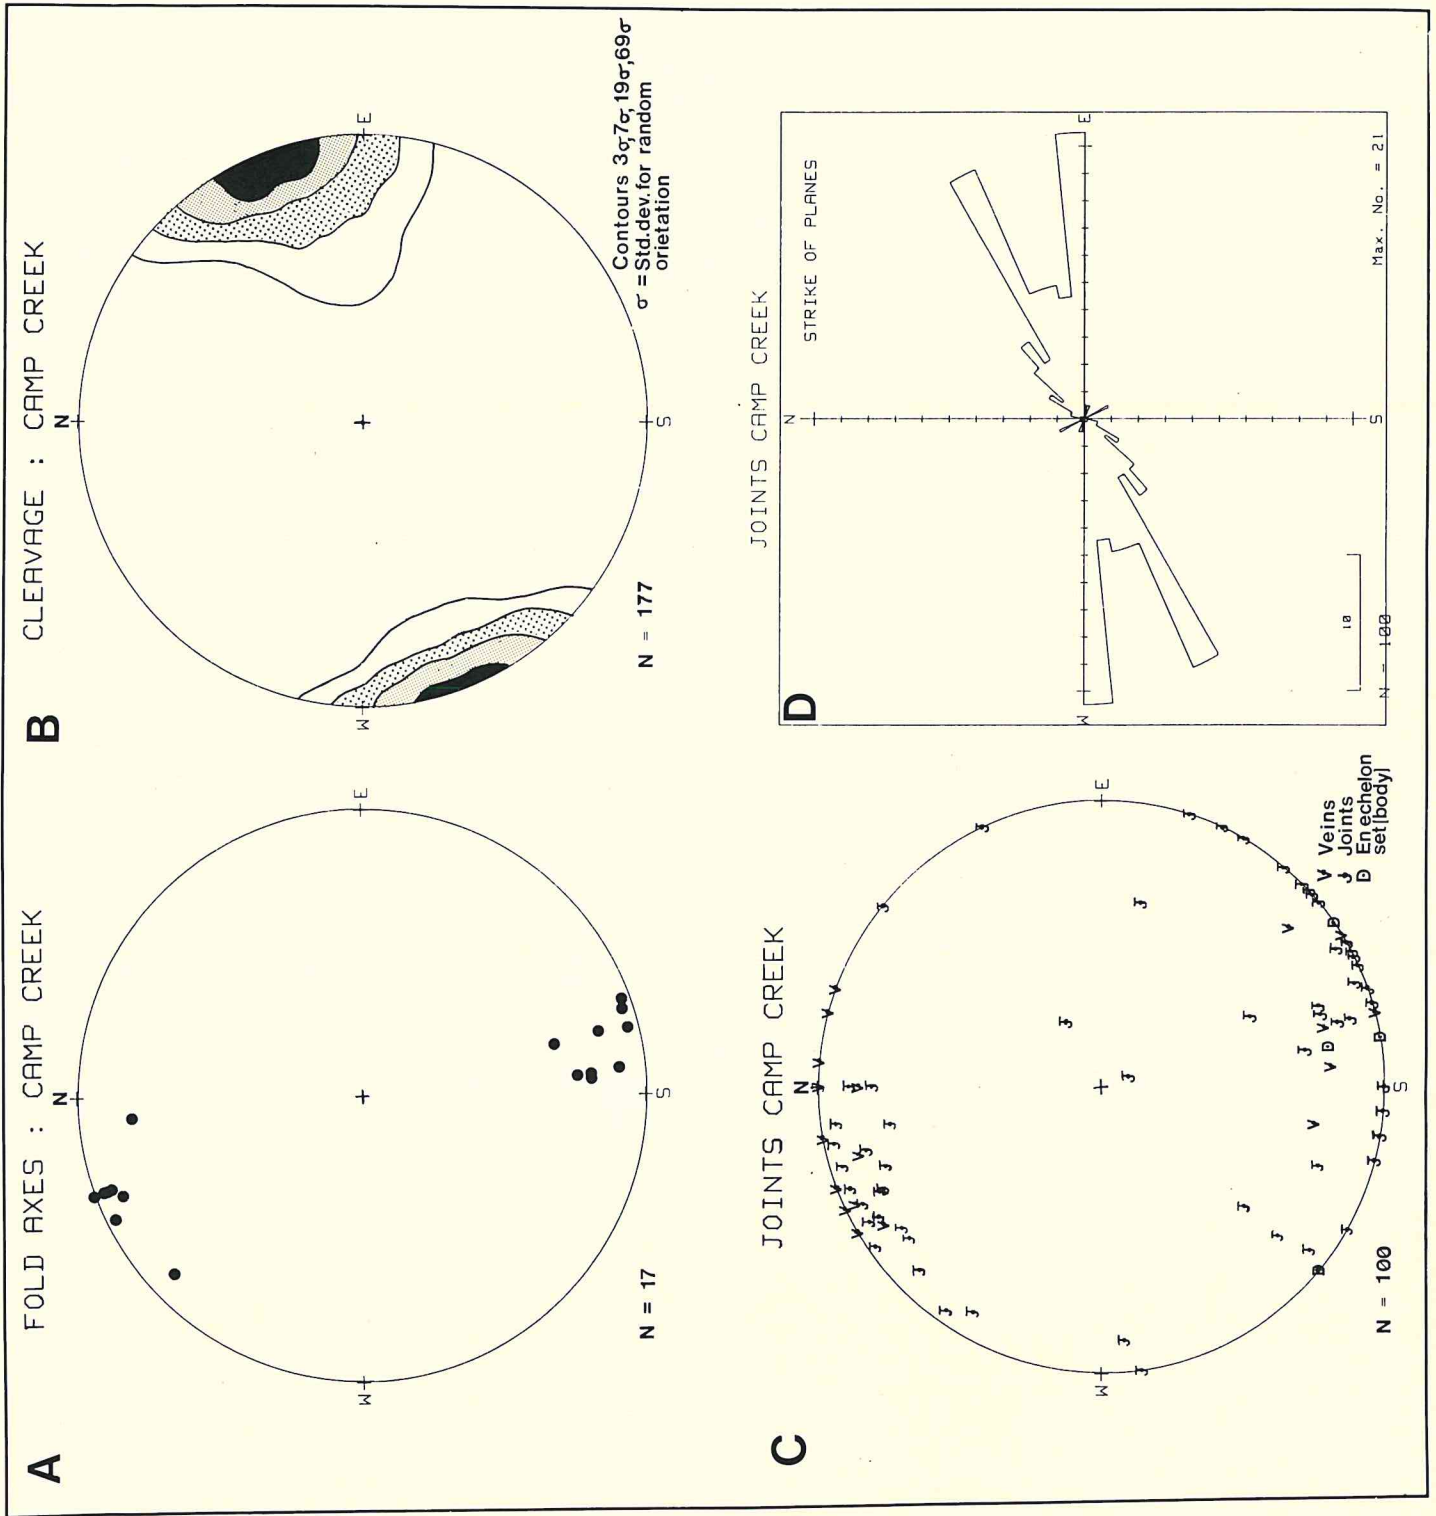 A
FOLD AXES : CAMP CREEK
N
W
E
S
N = 17
B
CLEAVAGE : CAMP CREEK
N
W
E
S
N = 177
Contours 3σ,7σ,19σ,69σ
σ = Std.dev. for random
orietation
C
JOINTS CAMP CREEK
N
W
E
S
N = 100
V Veins
J Joints
D En echelon
set[body]
D
JOINTS CAMP CREEK
STRIKE OF PLANES
N
W
E
S
10
N = 100
Max. No. = 21